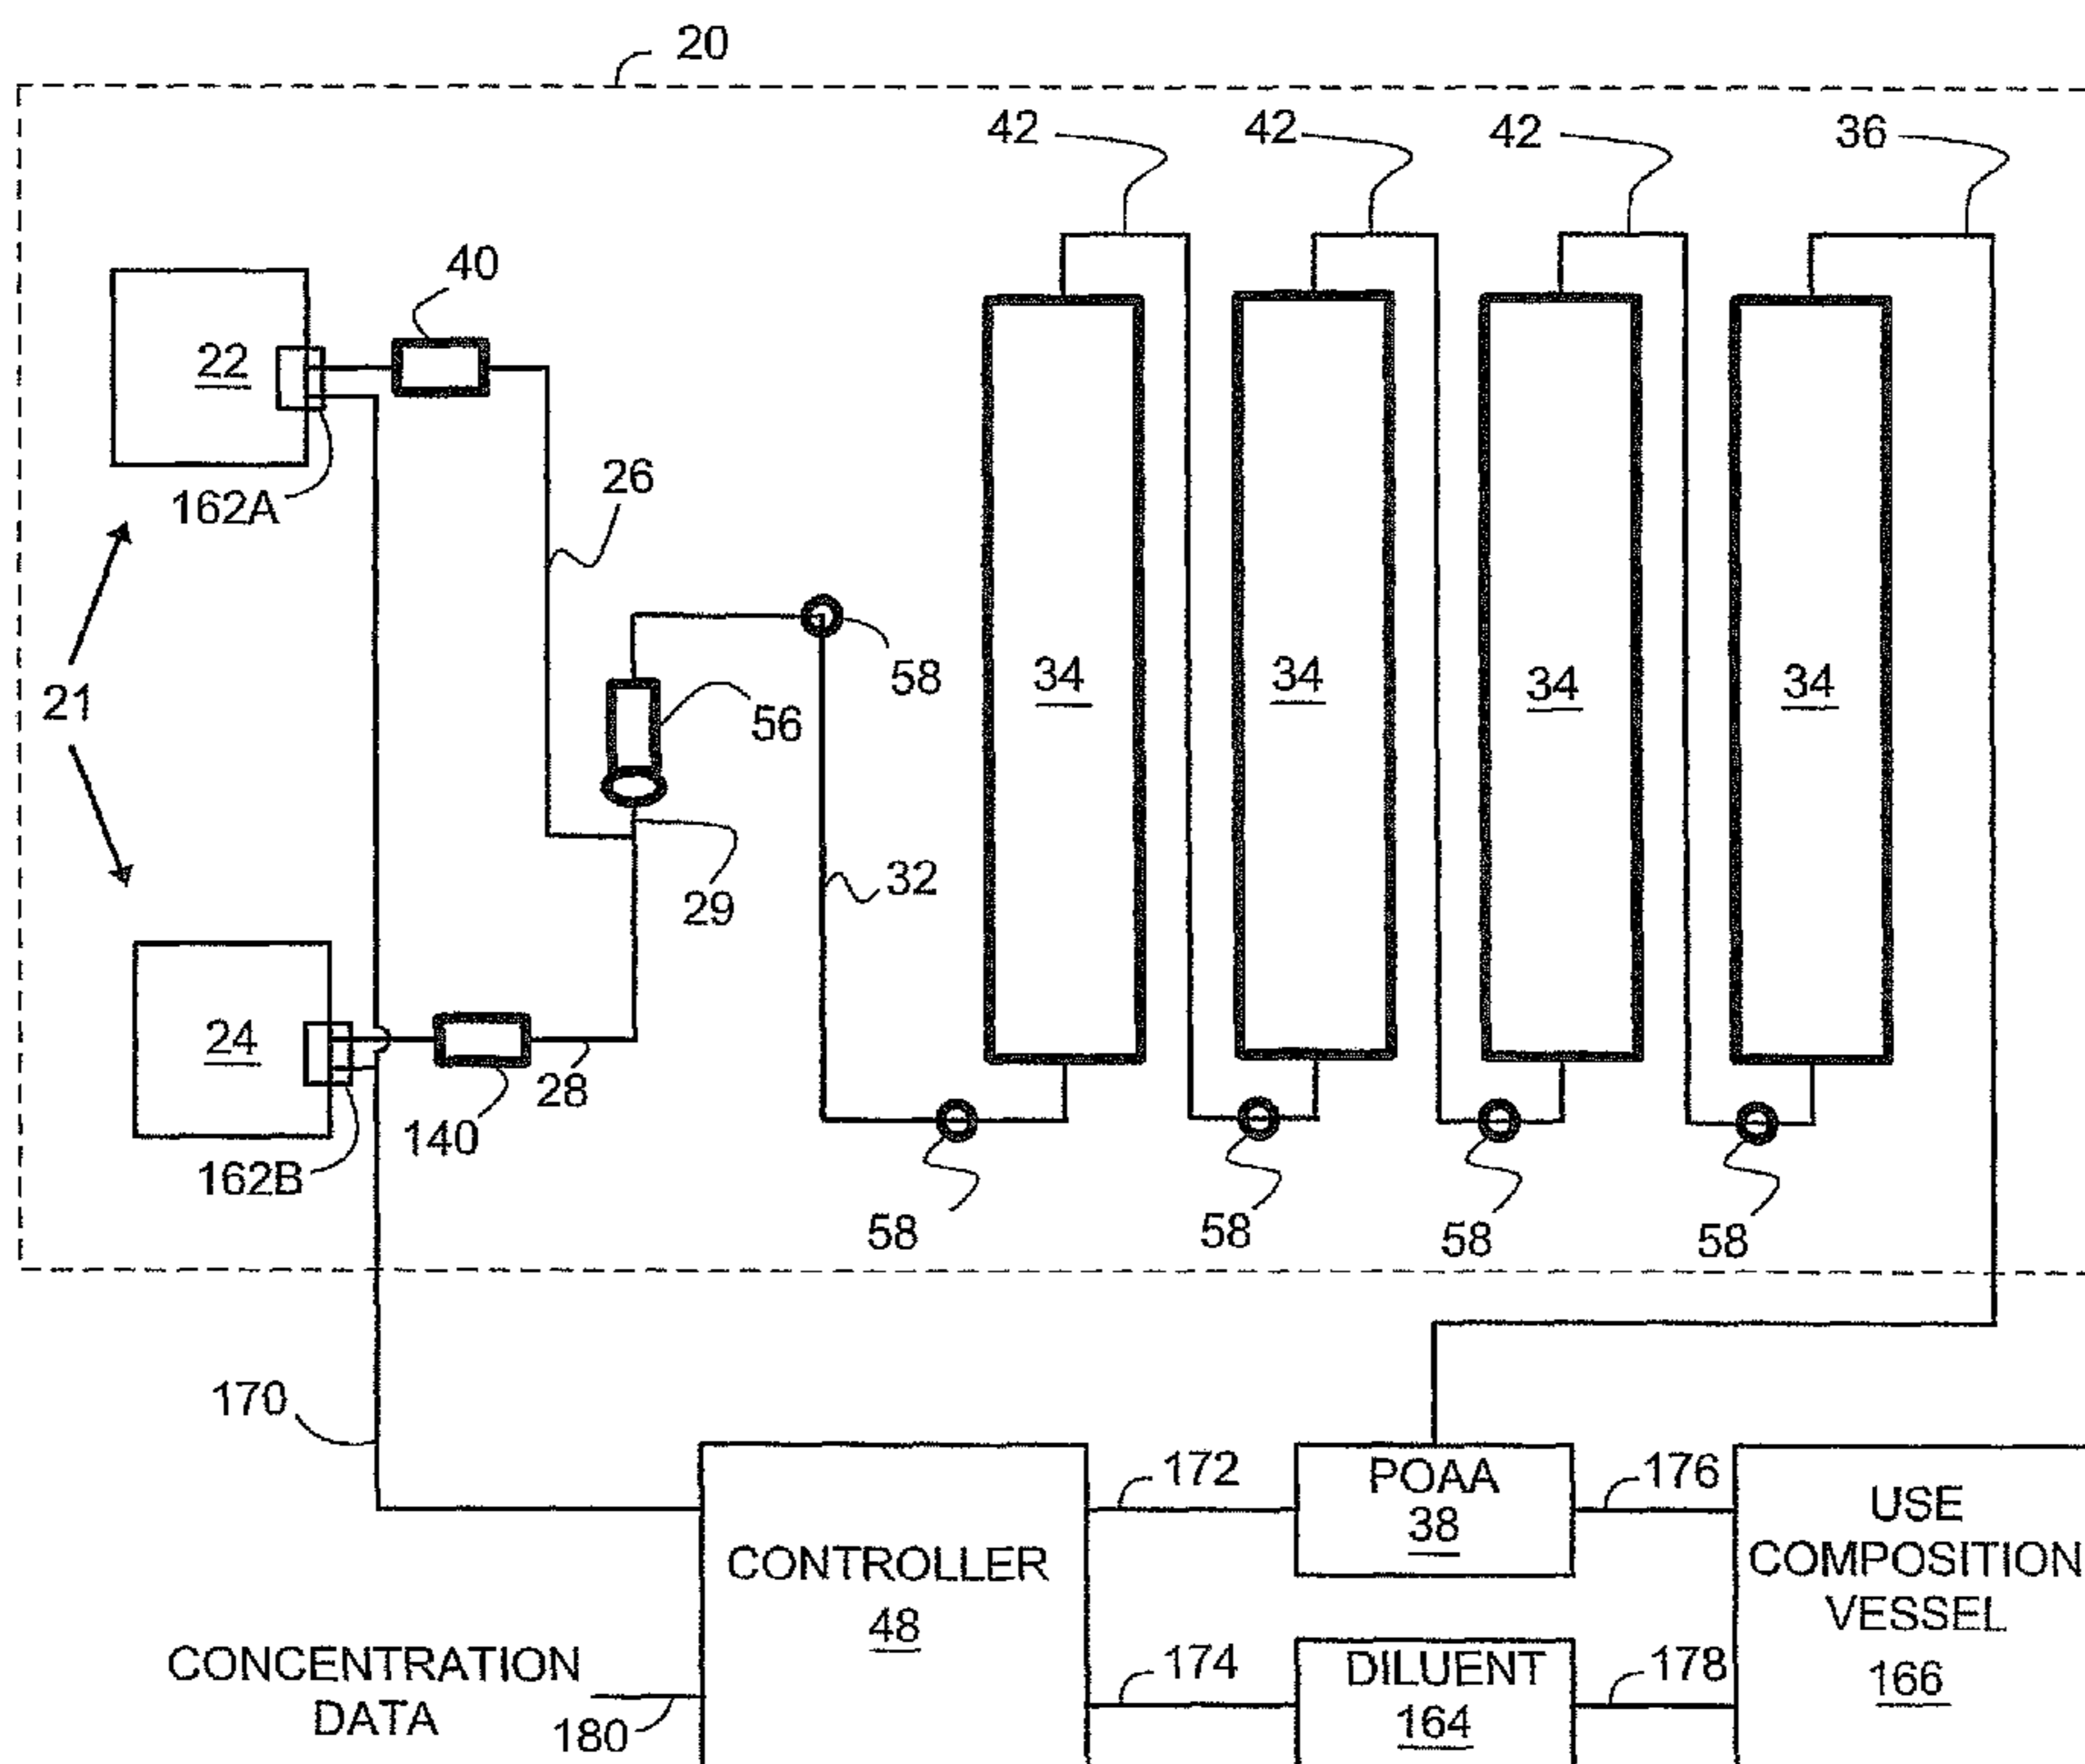 20
42 42 42 36
40
22
162A
26
58
34 34 34 34
21
56
32
29
24
28
140
162B
58 58 58 58
170
172
POAA
38
176
USE
COMPOSITION
VESSEL
166
CONTROLLER
48
CONCENTRATION
DATA
180
174
DILUENT
164
178